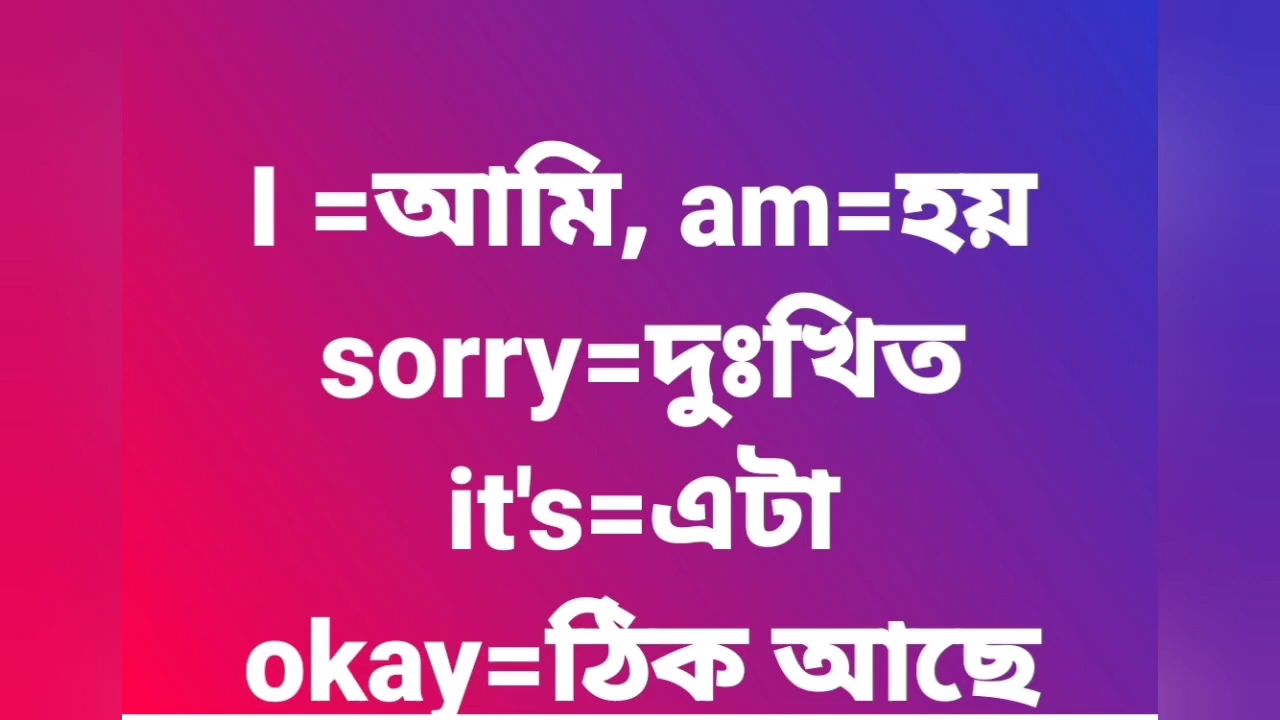 I =আমি, am=হয়
sorry=দুঃখিত
it's=এটা
okay=ঠিক আছে